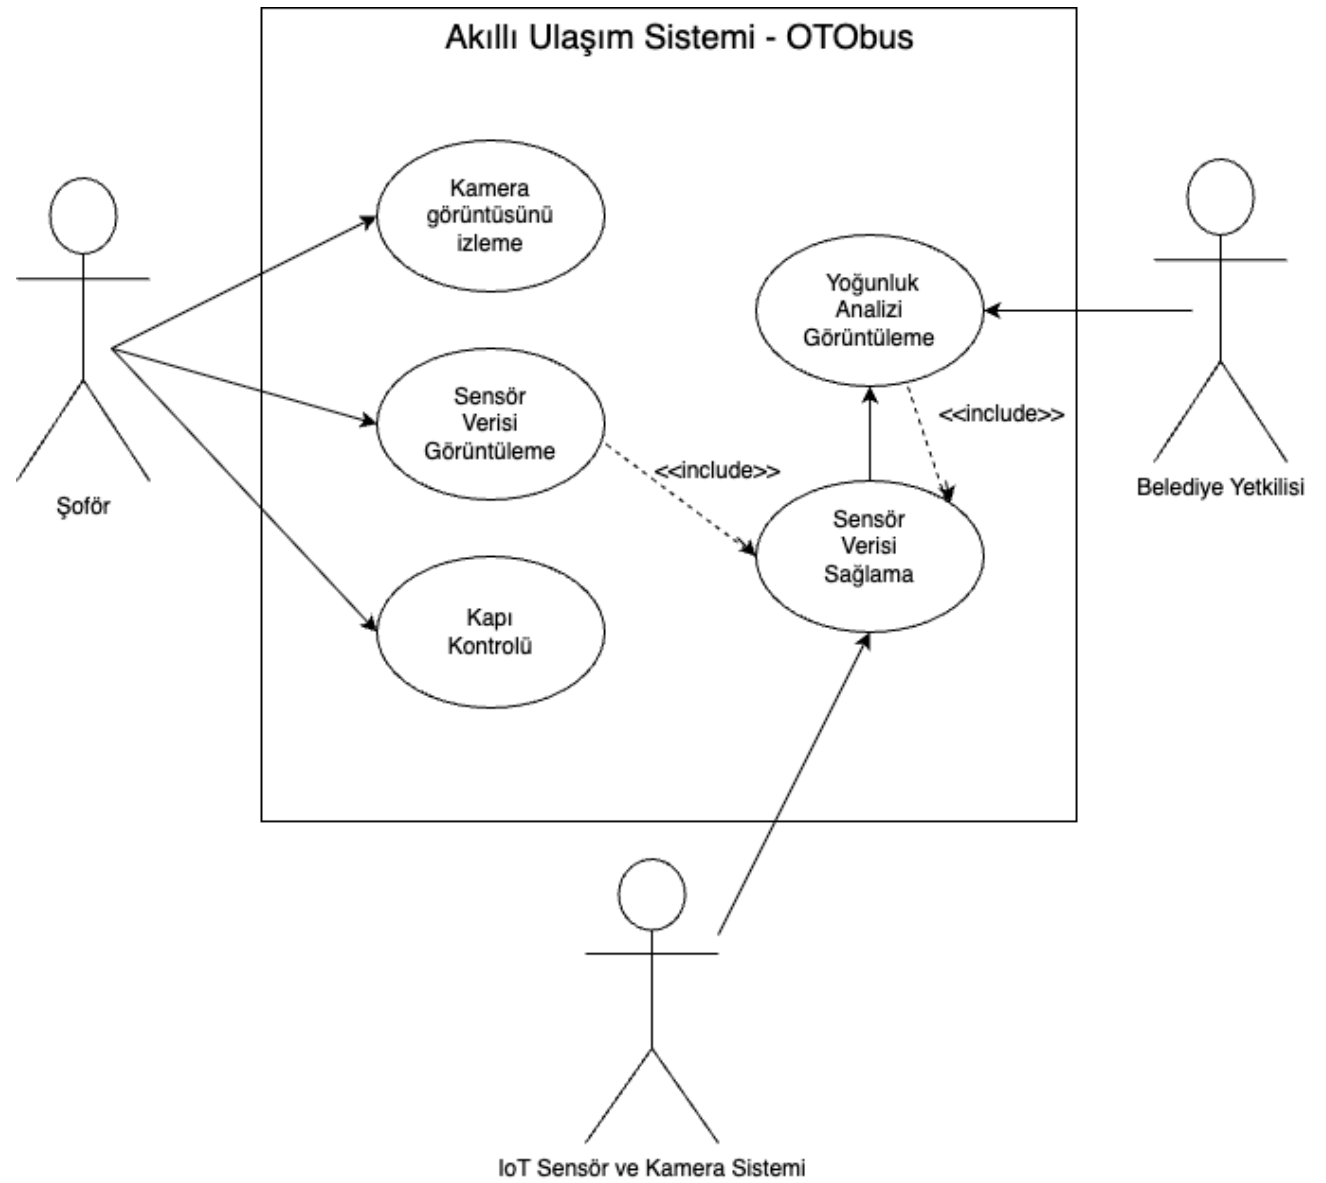 Akıllı Ulaşım Sistemi - OTObus
Kamera
görüntüsünü
izleme
Yoğunluk
Analizi
Görüntüleme
Sensör
Verisi
Görüntüleme
<<include>>
<<include>>
Şoför
Belediye Yetkilisi
Sensör
Verisi
Sağlama
Kapı
Kontrolü
IoT Sensör ve Kamera Sistemi